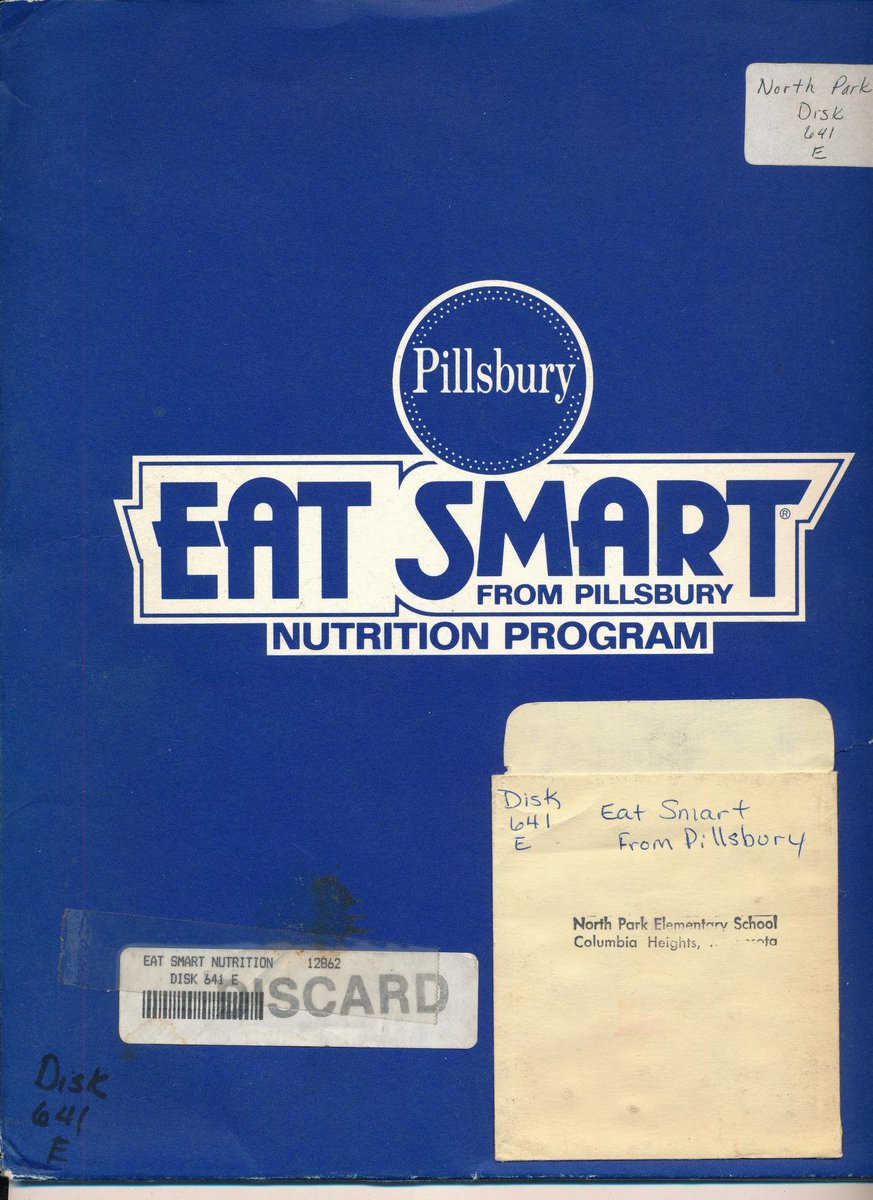 North Park
Disk
641
E
Pillsbury
EAT SMART®
FROM PILLSBURY
NUTRITION PROGRAM
Disk
641
E
Eat Smart
From Pillsbury
North Park Elementary School
Columbia Heights,
EAT SMART NUTRITION 12862
DISK 641 E
DISCARD
Disk
641
E